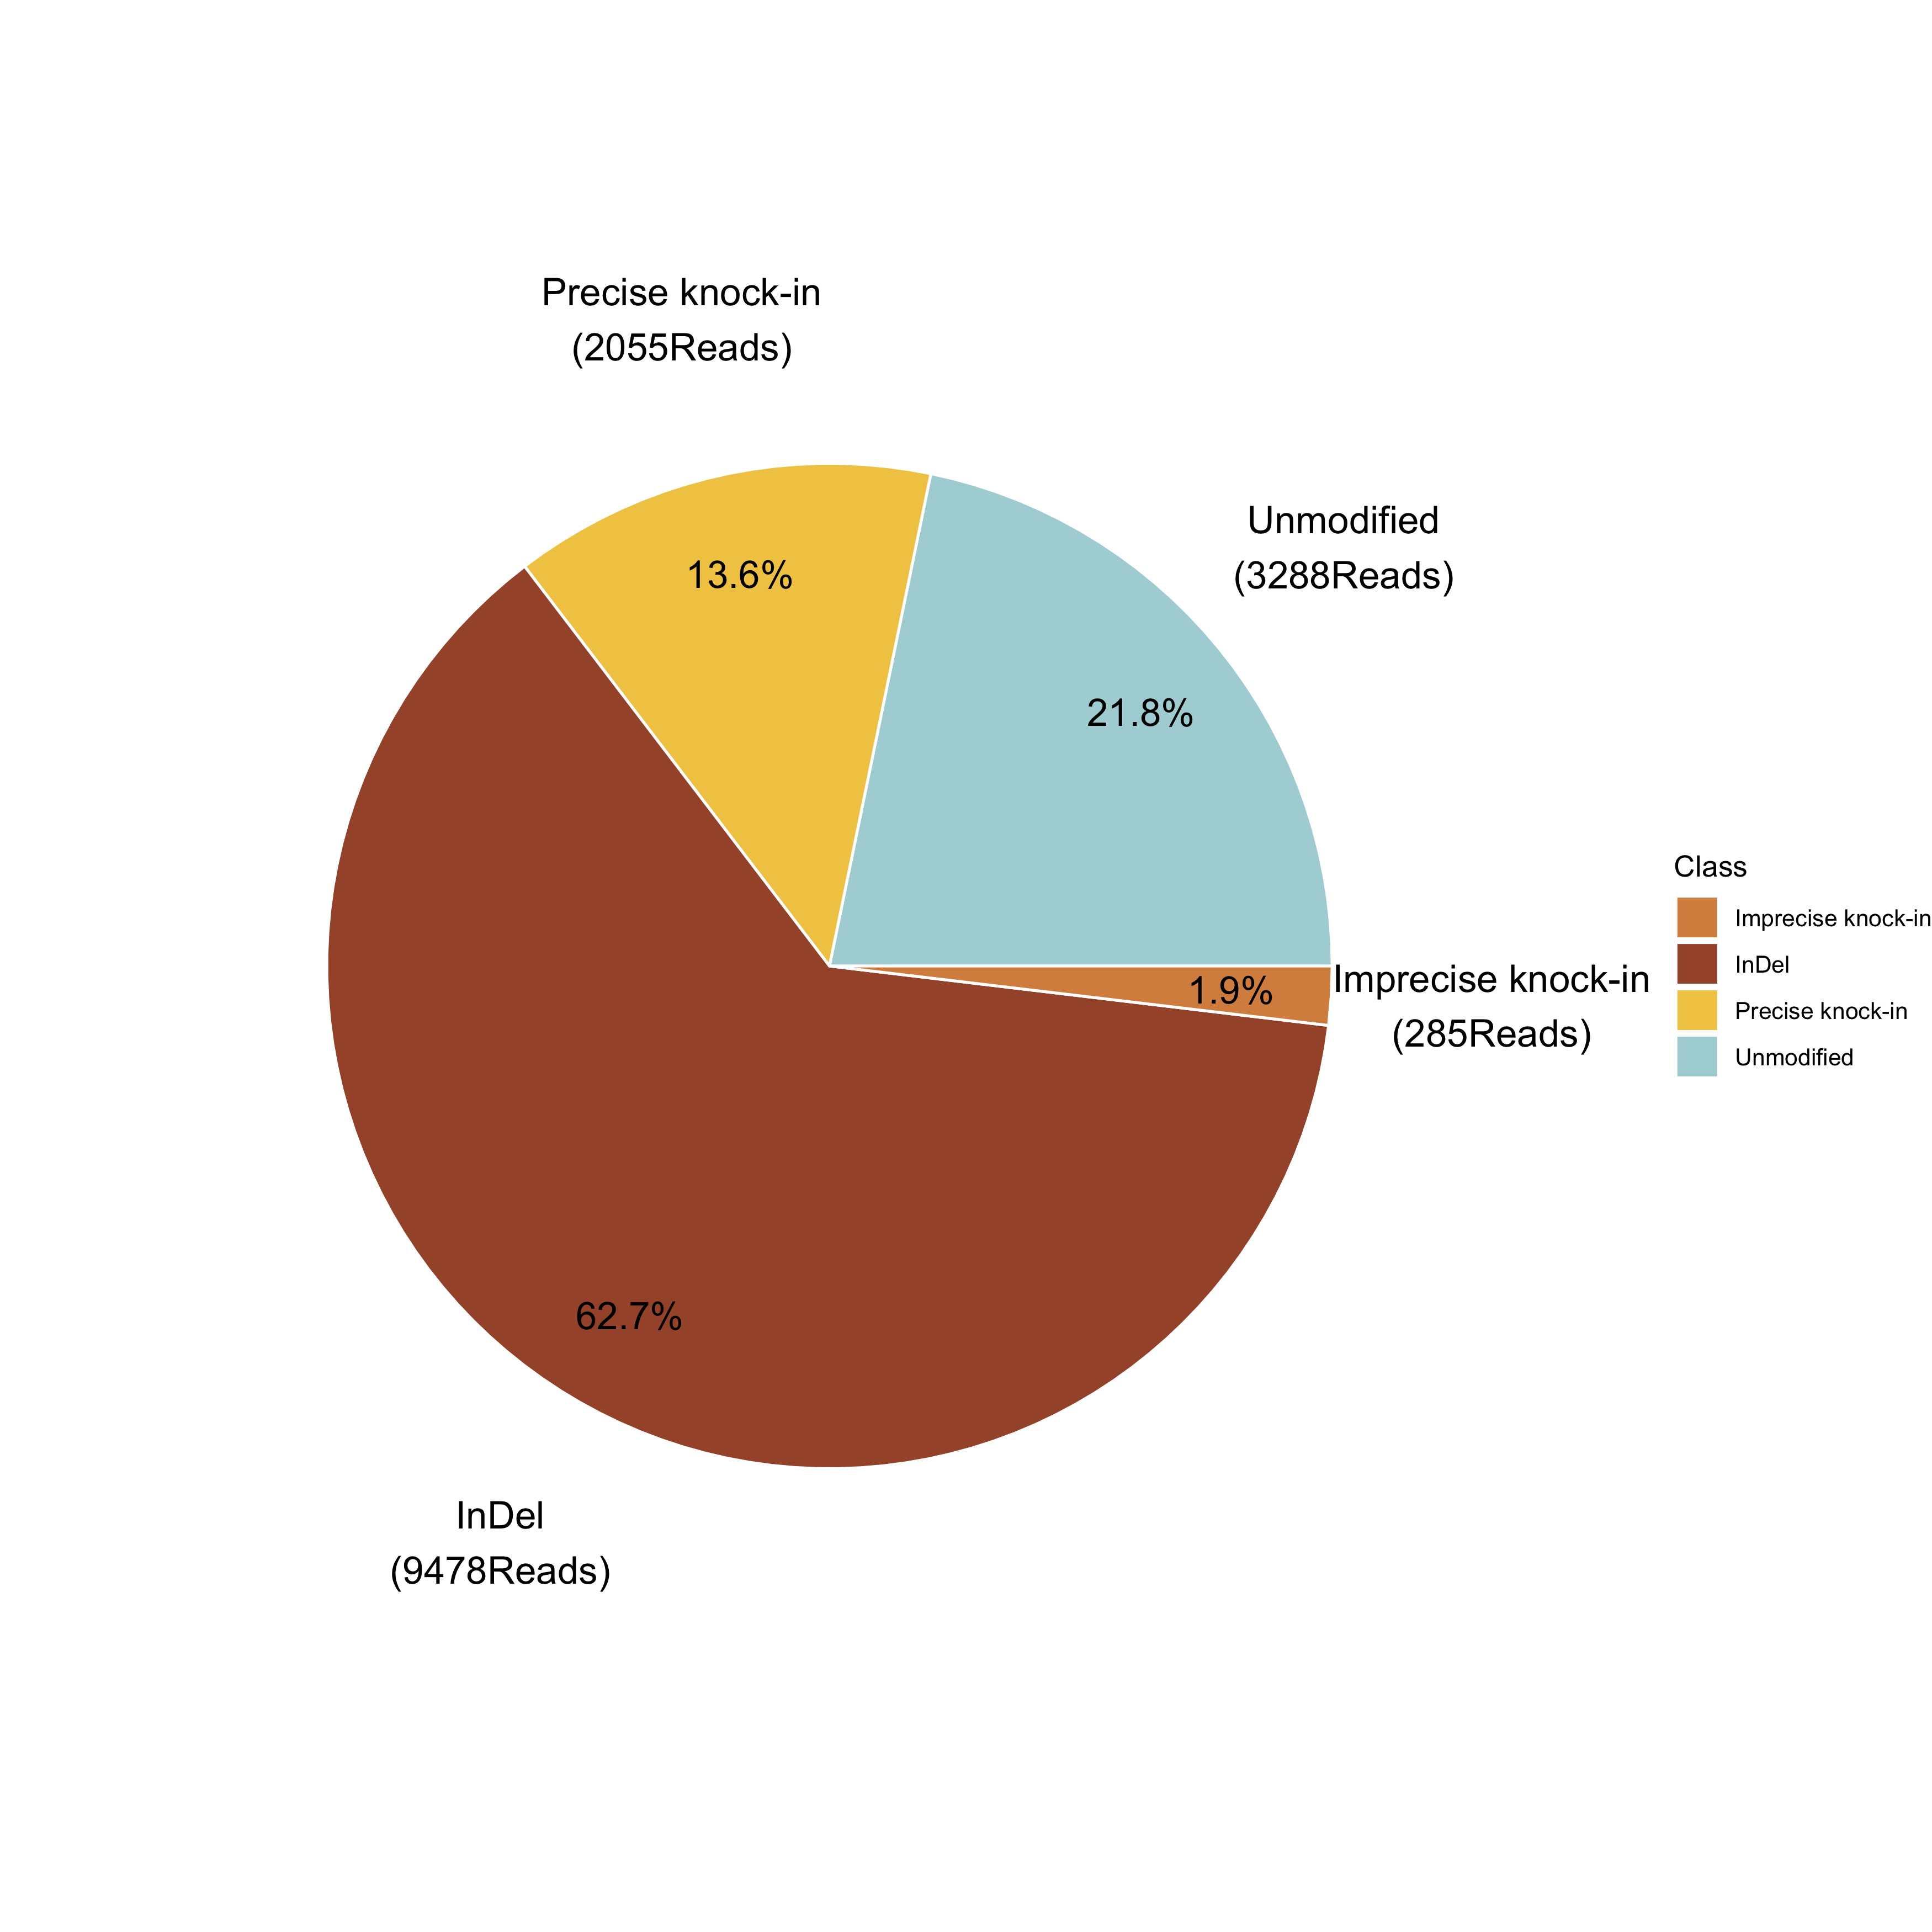 Precise knock-in
(2055Reads)
Unmodified
(3288Reads)
13.6%
21.8%
Imprecise knock-in
(285Reads)
1.9%
62.7%
InDel
(9478Reads)
Class
Imprecise knock-in
InDel
Precise knock-in
Unmodified